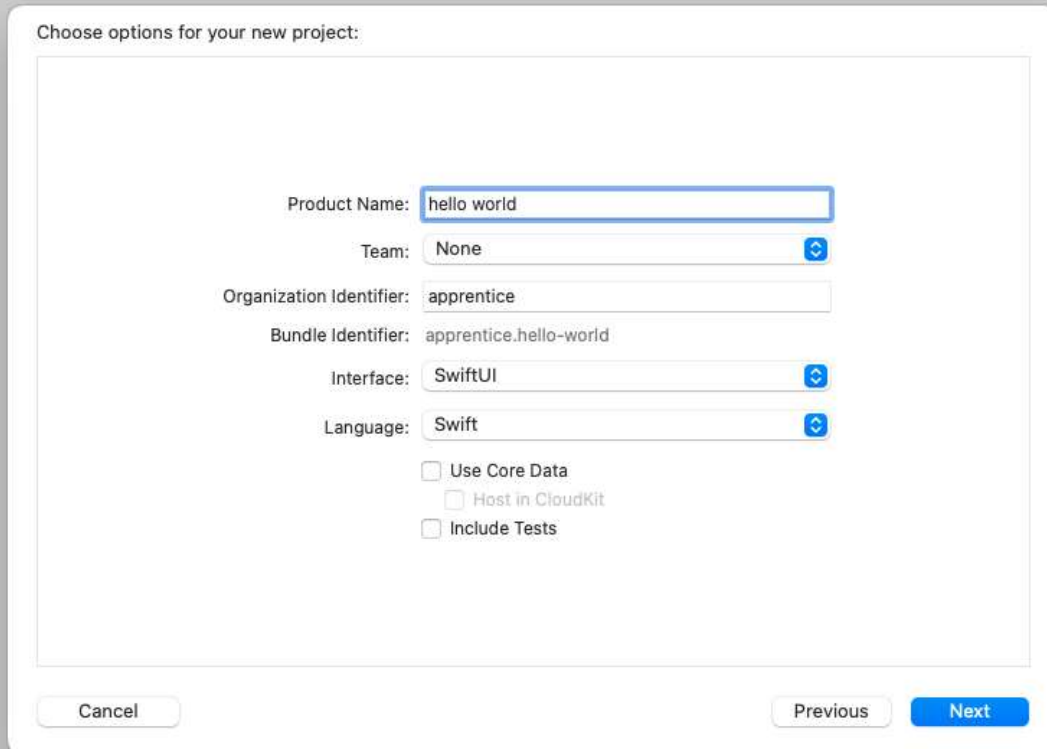 Choose options for your new project:
Product Name: hello world
Team: None
Organization Identifier: apprentice
Bundle Identifier: apprentice.hello-world
Interface: SwiftUI
Language: Swift
Use Core Data
Host in CloudKit
Include Tests
Cancel Previous Next